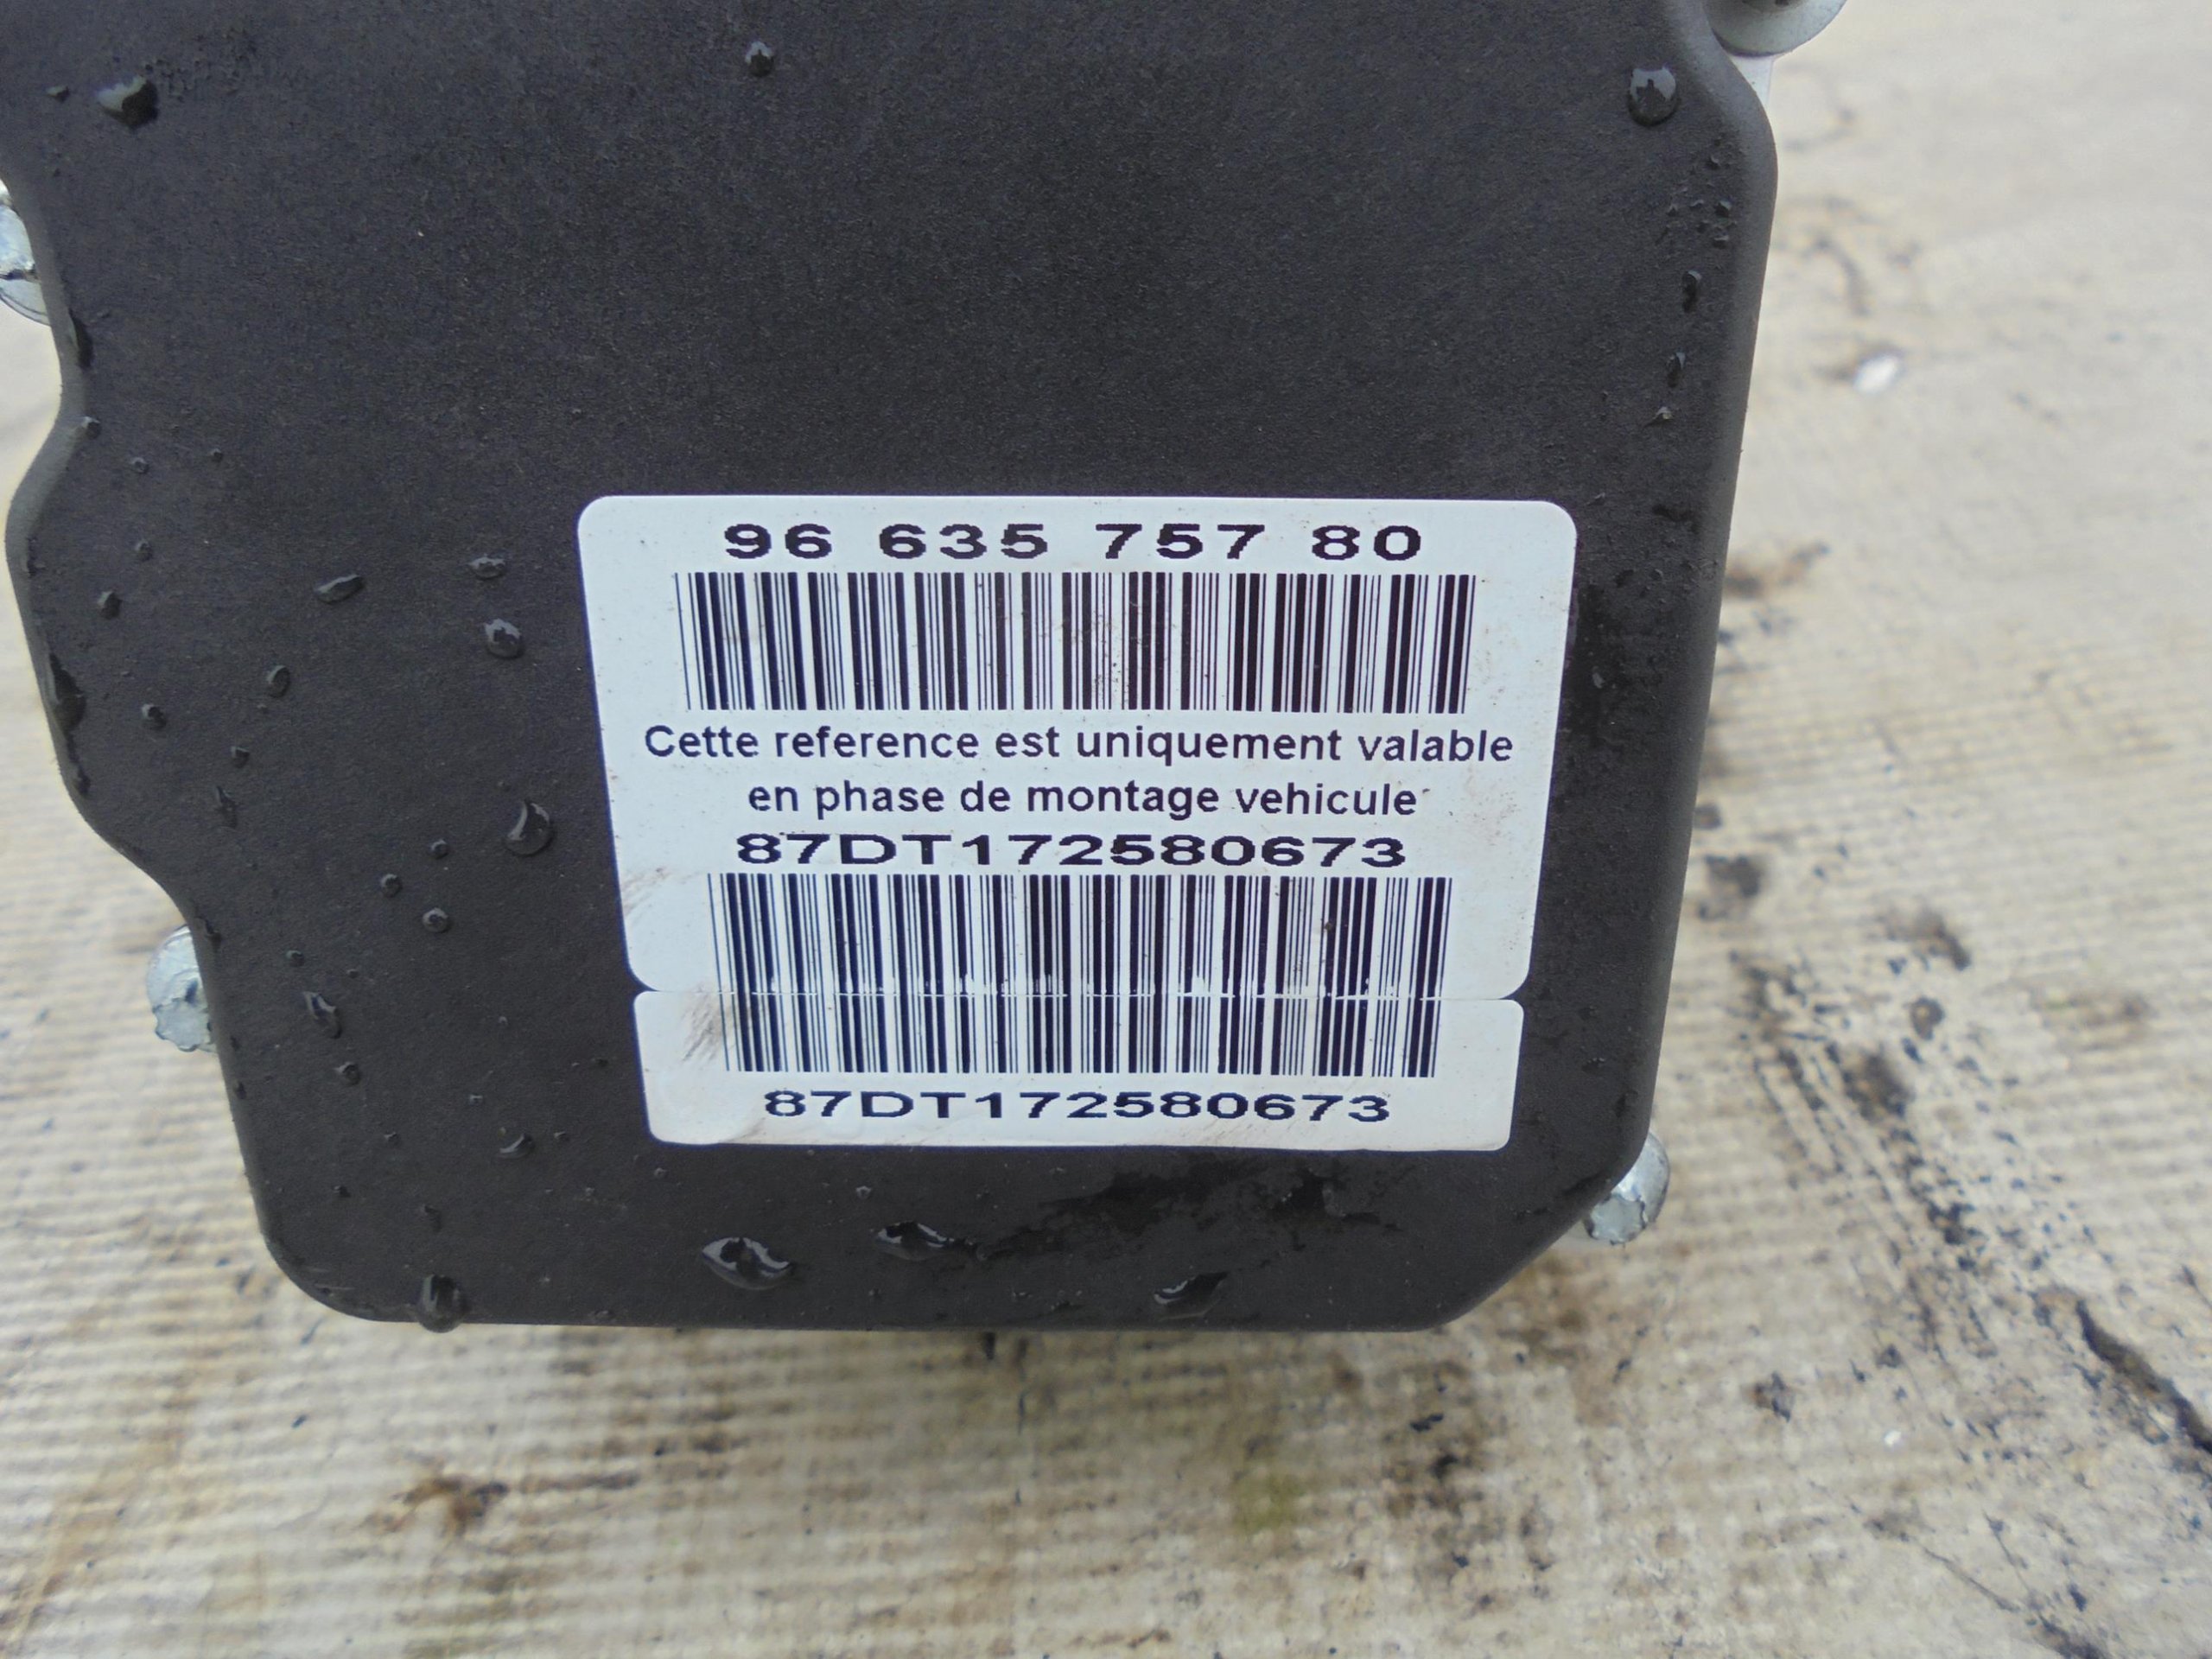 96 635 757 80
Cette reference est uniquement valable
en phase de montage vehicule
87DT172580673
87DT172580673